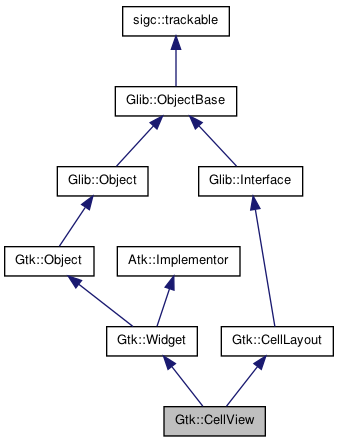 sigc::trackable
Glib::ObjectBase
Glib::Object
Glib::Interface
Gtk::Object
Atk::Implementor
Gtk::Widget
Gtk::CellLayout
Gtk::CellView